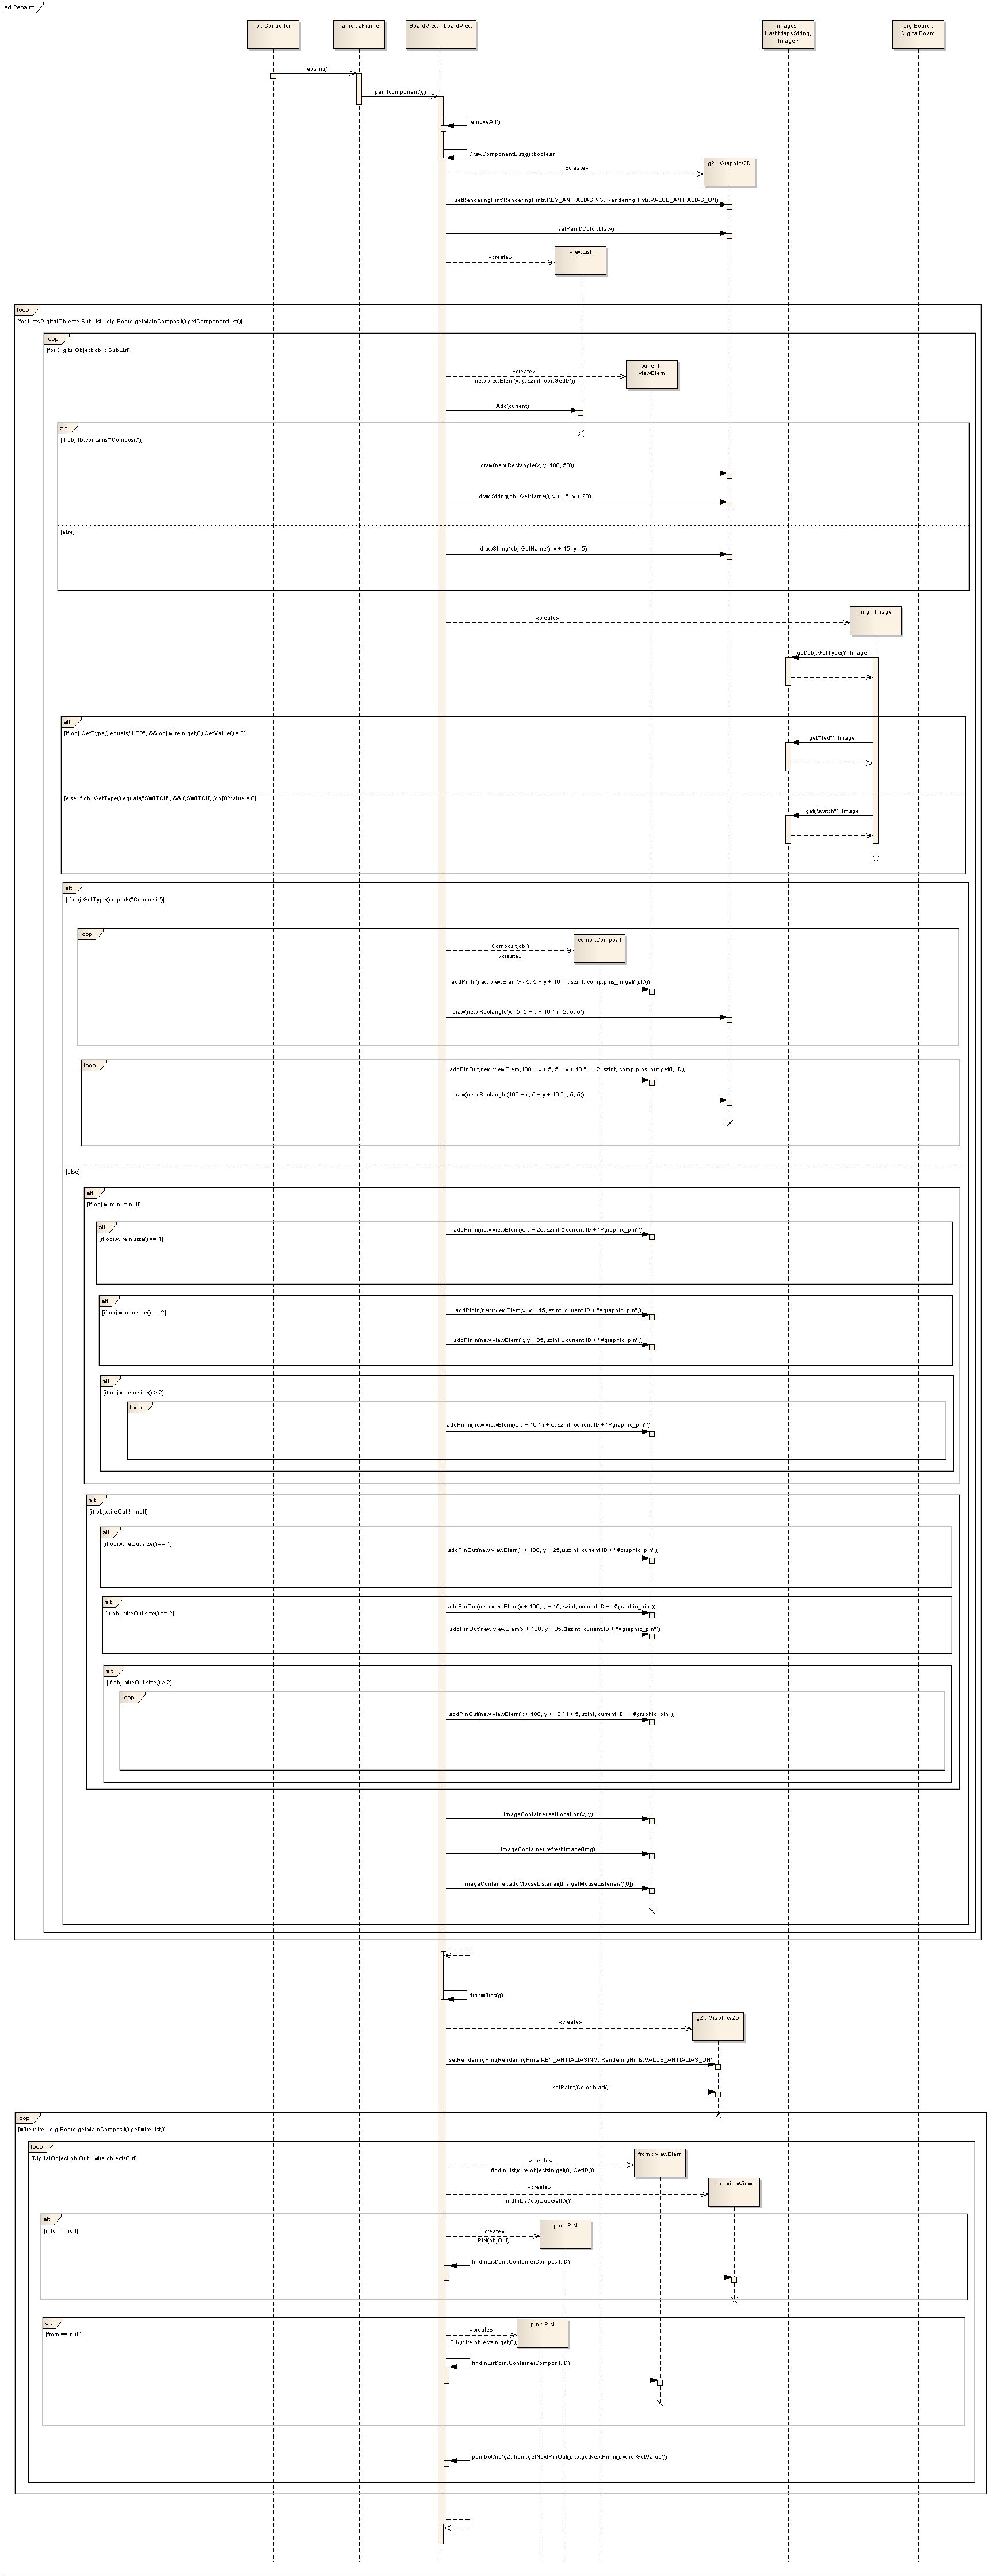 sd Repaint
c : Controller
frame : JFrame
BoardView : boardView
images :
HashMap<String,
Image>
digiBoard :
DigitalBoard
repaint()
paintcomponent(g)
removeAll()
DrawComponentList(g) :boolean
«create»
g2 : Graphics2D
setRenderingHint(RenderingHints.KEY_ANTIALIASING, RenderingHints.VALUE_ANTIALIAS_ON)
setPaint(Color.black)
ViewList
«create»
loop
[for List<DigitalObject> SubList : digiBoard.getMainComposit().getComponentList()]
loop
[for DigitalObject obj : SubList]
current :
viewElem
«create»
new viewElem(x, y, szint, obj.GetID())
Add(current)
alt
[if obj.ID.contains("Composit")]
draw(new Rectangle(x, y, 100, 50))
drawString(obj.GetName(), x + 15, y + 20)
[else]
drawString(obj.GetName(), x + 15, y - 5)
img : Image
«create»
get(obj.GetType()) :Image
alt
[if obj.GetType().equals("LED") && obj.wireIn.get(0).GetValue() > 0]
get("led") :Image
[else if obj.GetType().equals("SWITCH") && ((SWITCH) (obj)).Value > 0]
get("switch") :Image
alt
[if obj.GetType().equals("Composit")]
loop
comp :Composit
Composit(obj)
«create»
addPinIn(new viewElem(x - 5, 5 + y + 10 * i, szint, comp.pins_in.get(i).ID))
draw(new Rectangle(x - 5, 5 + y + 10 * i - 2, 5, 5))
loop
addPinOut(new viewElem(100 + x + 5, 5 + y + 10 * i + 2, szint, comp.pins_out.get(i).ID))
draw(new Rectangle(100 + x, 5 + y + 10 * i, 5, 5))
[else]
alt
[if obj.wireIn != null]
alt
[if obj.wireIn.size() == 1]
addPinIn(new viewElem(x, y + 25, szint,□current.ID + "#graphic_pin"))
alt
[if obj.wireIn.size() == 2]
addPinIn(new viewElem(x, y + 15, szint, current.ID + "#graphic_pin"))
addPinIn(new viewElem(x, y + 35, szint,□current.ID + "#graphic_pin"))
alt
[if obj.wireIn.size() > 2]
loop
addPinIn(new viewElem(x, y + 10 * i + 5, szint, current.ID + "#graphic_pin"))
alt
[if obj.wireOut != null]
alt
[if obj.wireOut.size() == 1]
addPinOut(new viewElem(x + 100, y + 25,□szint, current.ID + "#graphic_pin"))
alt
[if obj.wireOut.size() == 2]
addPinOut(new viewElem(x + 100, y + 15, szint, current.ID + "#graphic_pin"))
addPinOut(new viewElem(x + 100, y + 35,□szint, current.ID + "#graphic_pin"))
alt
[if obj.wireOut.size() > 2]
loop
addPinOut(new viewElem(x + 100, y + 10 * i + 5, szint, current.ID + "#graphic_pin"))
ImageContainer.setLocation(x, y)
ImageContainer.refreshImage(img)
ImageContainer.addMouseListener(this.getMouseListeners()[0])
drawWires(g)
g2 : Graphics2D
«create»
setRenderingHint(RenderingHints.KEY_ANTIALIASING, RenderingHints.VALUE_ANTIALIAS_ON)
setPaint(Color.black)
loop
[Wire wire : digiBoard.getMainComposit().getWireList()]
loop
[DigitalObject objOut : wire.objectsOut]
from : viewElem
«create»
findInList(wire.objectsIn.get(0).GetID())
to : viewView
«create»
findInList(objOut.GetID())
alt
[if to == null]
pin : PIN
«create»
PIN(objOut)
findInList(pin.ContainerComposit.ID)
alt
[from == null]
pin : PIN
«create»
PIN(wire.objectsIn.get(0))
findInList(pin.ContainerComposit.ID)
paintAWire(g2, from.getNextPinOut(), to.getNextPinIn(), wire.GetValue())